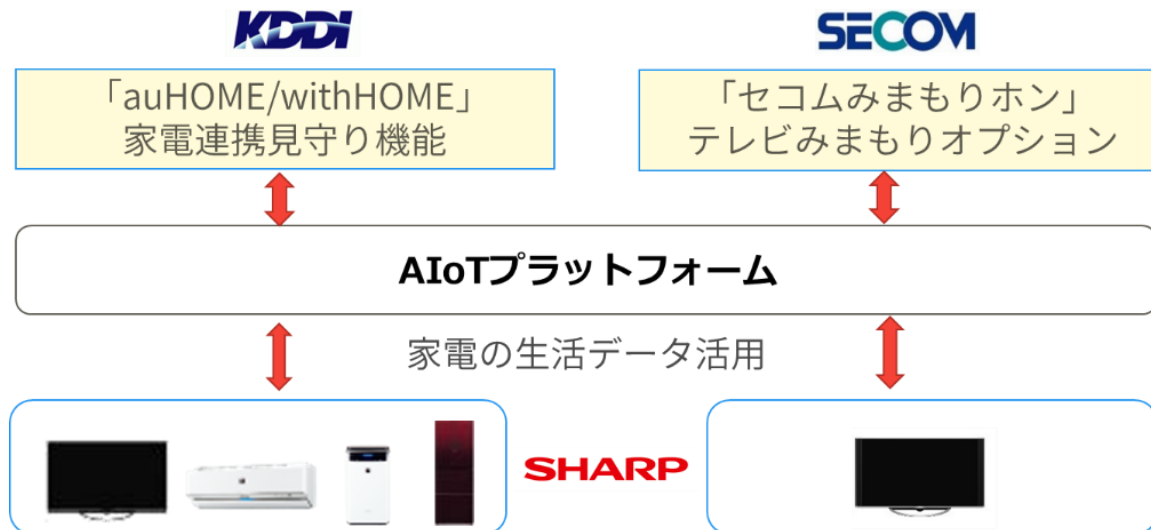 KDDI
SECOM
「auHOME/withHOME」
家電連携見守り機能
「セコムみまもりホン」
テレビみまもりオプション
AIoTプラットフォーム
家電の生活データ活用
SHARP